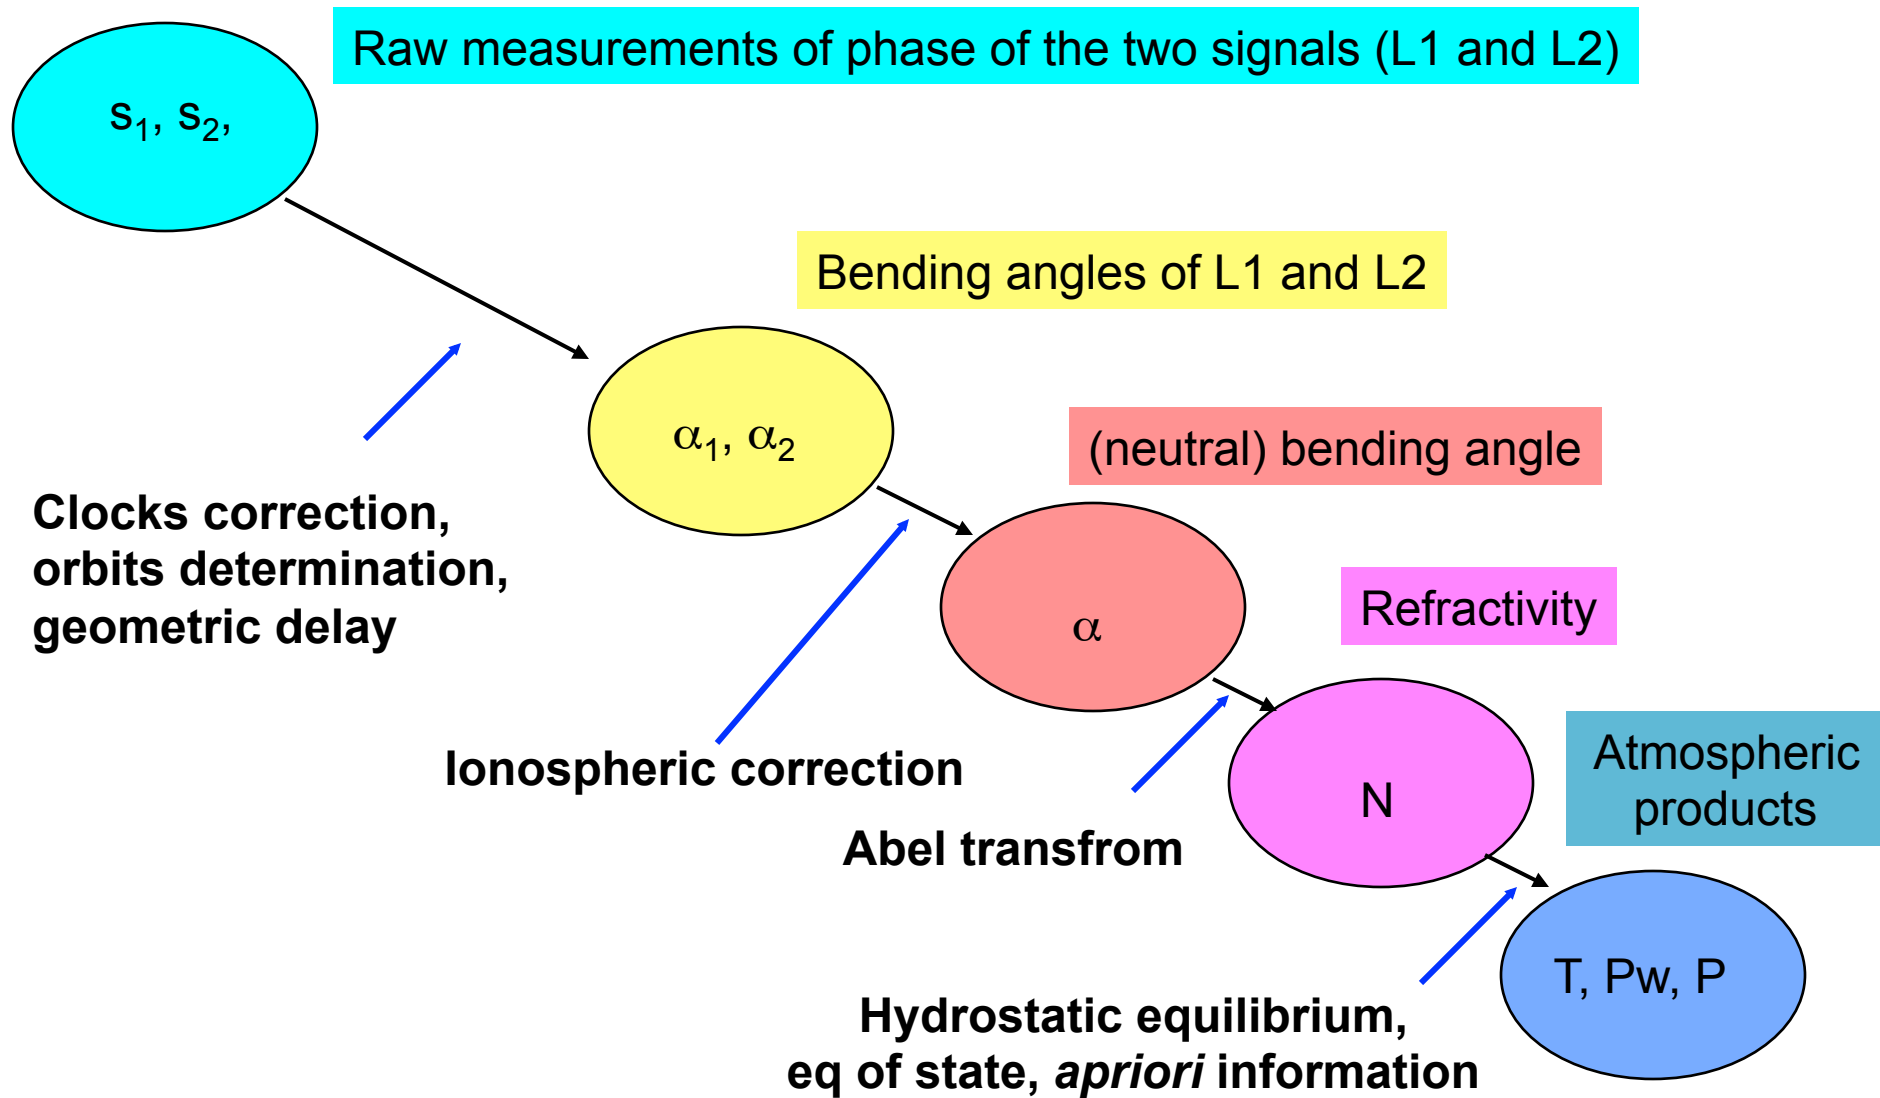 Raw measurements of phase of the two signals (L1 and L2)
s₁, s₂,
Bending angles of L1 and L2
α₁, α₂
(neutral) bending angle
Clocks correction,
orbits determination,
geometric delay
α
Refractivity
Ionospheric correction
N
Atmospheric
products
Abel transfrom
T, Pw, P
Hydrostatic equilibrium,
eq of state, apriori information